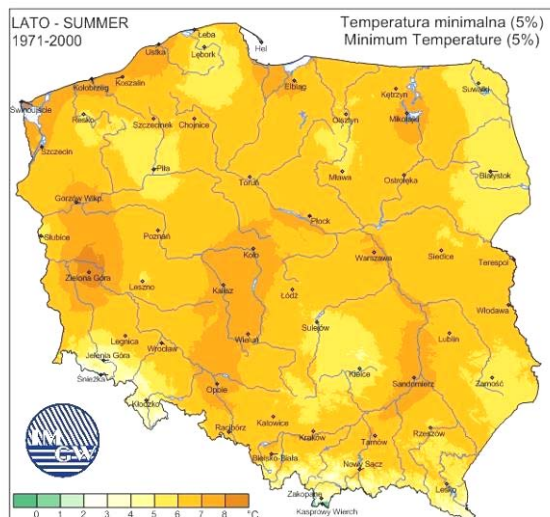 LATO - SUMMER
1971-2000
Temperatura minimalna (5%)
Minimum Temperature (5%)
Łeba
Hel
Ustka
Lębork
Kołobrzeg
Koszalin
Elbląg
Kętrzyn
Suwałki
Świnoujście
Resko
Szczecinek
Chojnice
Olsztyn
Mikołajki
Szczecin
Piła
Toruń
Mława
Ostrołęka
Białystok
Gorzów Wlkp.
Płock
Słubice
Poznań
Koło
Warszawa
Siedlce
Terespol
Zielona Góra
Leszno
Kalisz
Łódź
Włodawa
Legnica
Wrocław
Wieluń
Sulejów
Lublin
Jelenia Góra
Śnieżka
Opole
Kielce
Sandomierz
Zamość
Kłodzko
Racibórz
Katowice
Kraków
Tarnów
Rzeszów
Bielsko-Biała
Nowy Sącz
Lesko
Zakopane
Kasprowy Wierch
IM
GW
0 1 2 3 4 5 6 7 8 °C